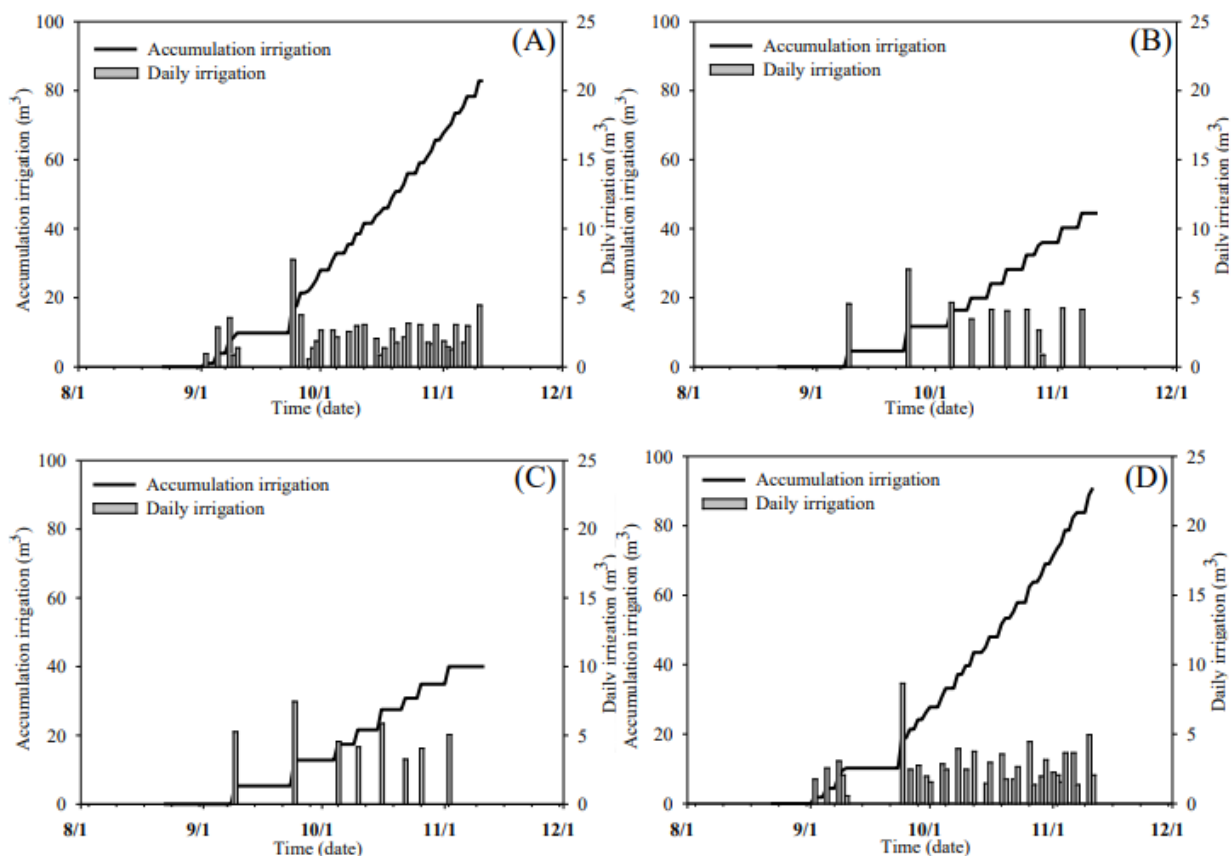 (A)
Accumulation irrigation
Daily irrigation
Accumulation irrigation (m³)
Daily irrigation (m³)
100
80
60
40
20
0
25
20
15
10
5
0
8/1 9/1 10/1 11/1 12/1
Time (date)
(B)
Accumulation irrigation
Daily irrigation
Accumulation irrigation (m³)
Daily irrigation (m³)
100
80
60
40
20
0
25
20
15
10
5
0
8/1 9/1 10/1 11/1 12/1
Time (date)
(C)
Accumulation irrigation
Daily irrigation
Accumulation irrigation (m³)
Daily irrigation (m³)
100
80
60
40
20
0
25
20
15
10
5
0
8/1 9/1 10/1 11/1 12/1
Time (date)
(D)
Accumulation irrigation
Daily irrigation
Accumulation irrigation (m³)
Daily irrigation (m³)
100
80
60
40
20
0
25
20
15
10
5
0
8/1 9/1 10/1 11/1 12/1
Time (date)